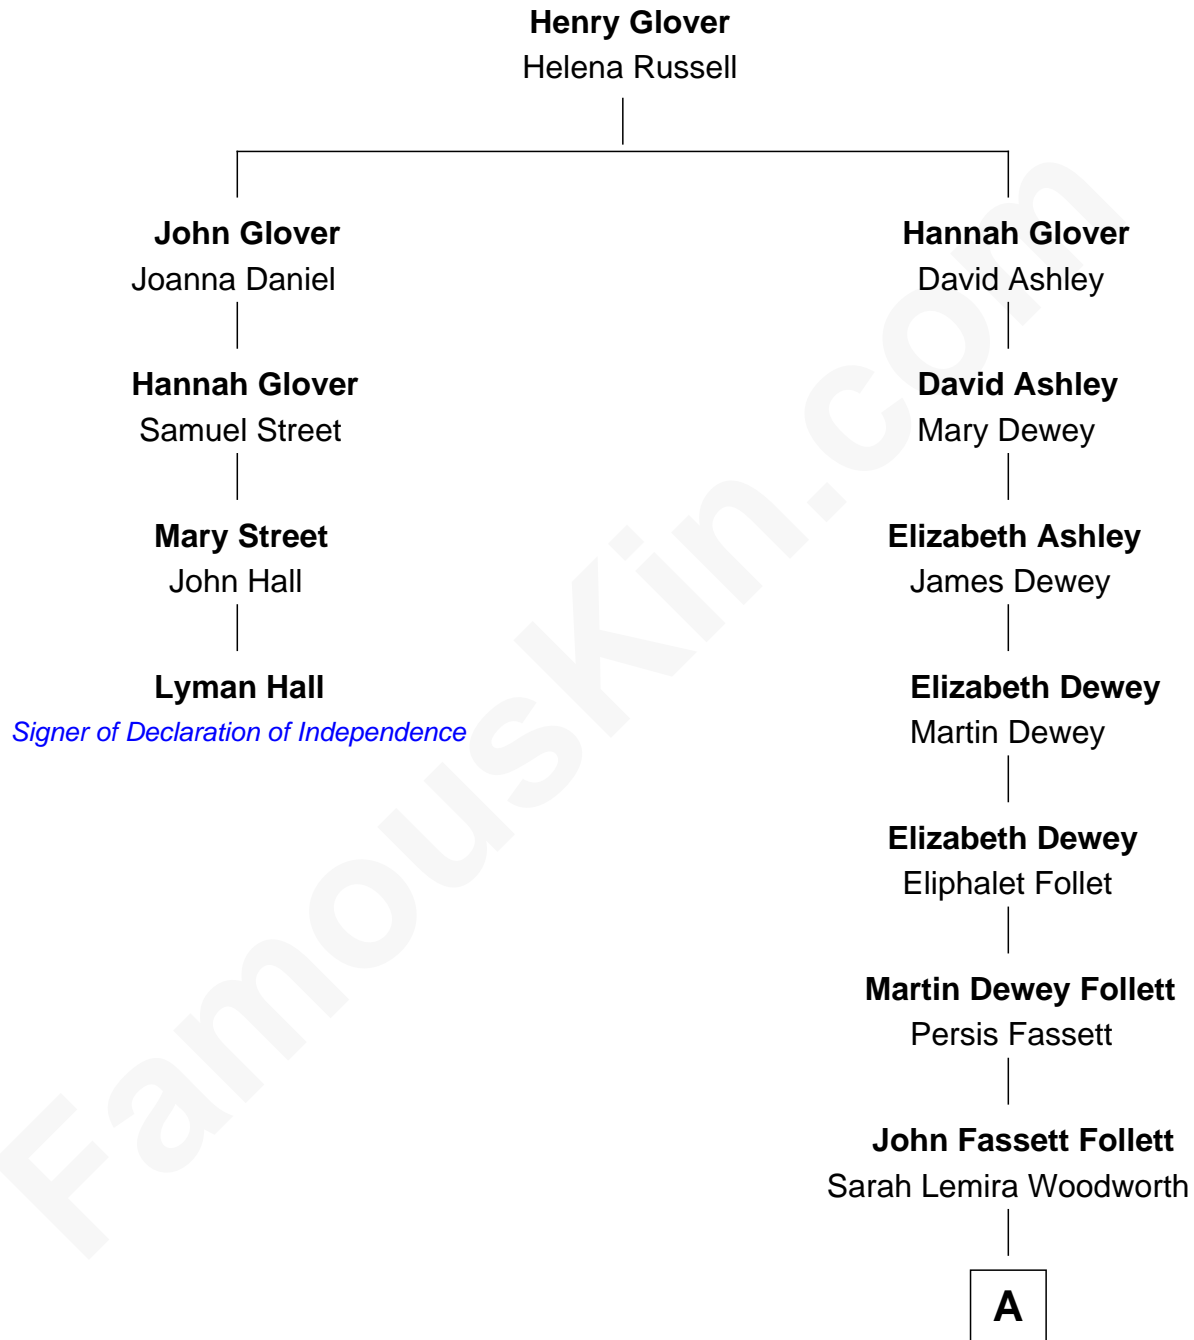 Henry Glover
Helena Russell
John Glover
Joanna Daniel
Hannah Glover
Samuel Street
Mary Street
John Hall
Lyman Hall
Signer of Declaration of Independence
Hannah Glover
David Ashley
David Ashley
Mary Dewey
Elizabeth Ashley
James Dewey
Elizabeth Dewey
Martin Dewey
Elizabeth Dewey
Eliphalet Follet
Martin Dewey Follett
Persis Fassett
John Fassett Follett
Sarah Lemira Woodworth
A
FamousKin.com